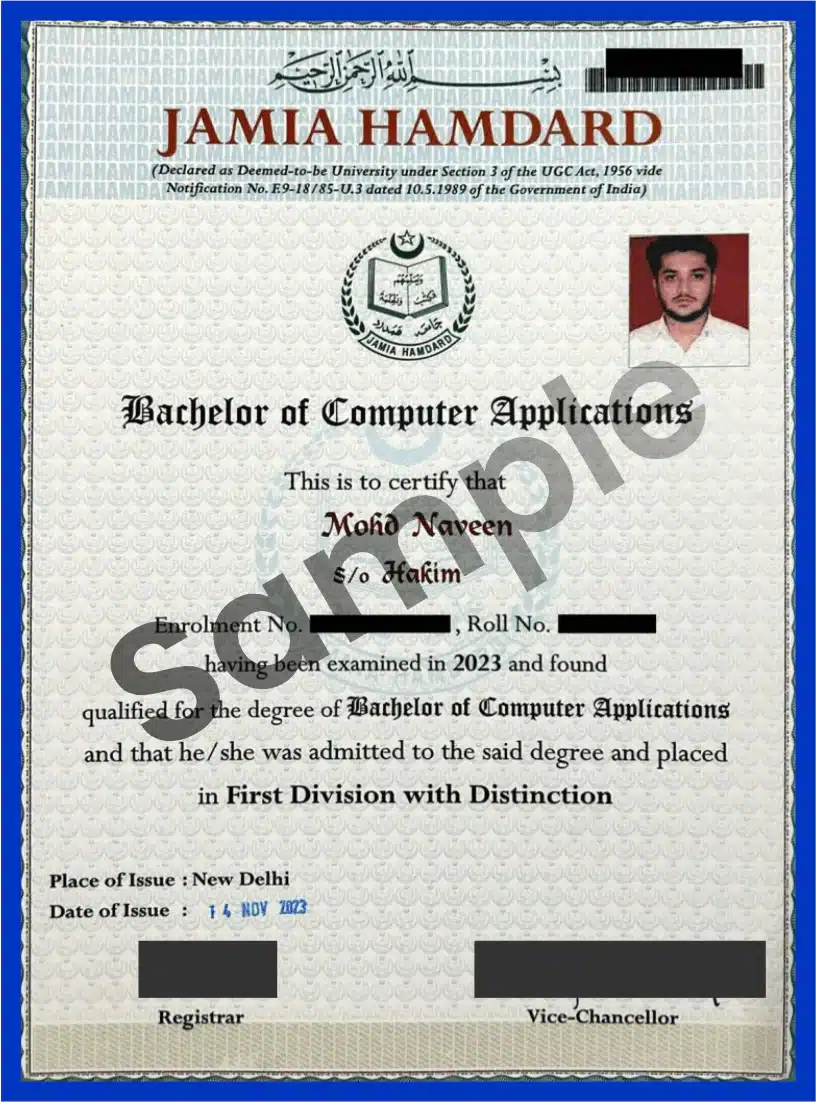 بِسْمِ اللهِ الرَّحْمٰنِ الرَّحِيْمِ
JAMIA HAMDARD
(Declared as Deemed-to-be University under Section 3 of the UGC Act, 1956 vide
Notification No. F.9-18/85-U.3 dated 10.5.1989 of the Government of India)
جامعہ ہمدرد
JAMIA HAMDARD
Bachelor of Computer Applications
This is to certify that
Mohd Naveen
S/o Hakim
Enrolment No. , Roll No.
having been examined in 2023 and found
qualified for the degree of Bachelor of Computer Applications
and that he/she was admitted to the said degree and placed
in First Division with Distinction
Sample
Place of Issue : New Delhi
Date of Issue : 14 NOV 2023
Registrar
Vice-Chancellor